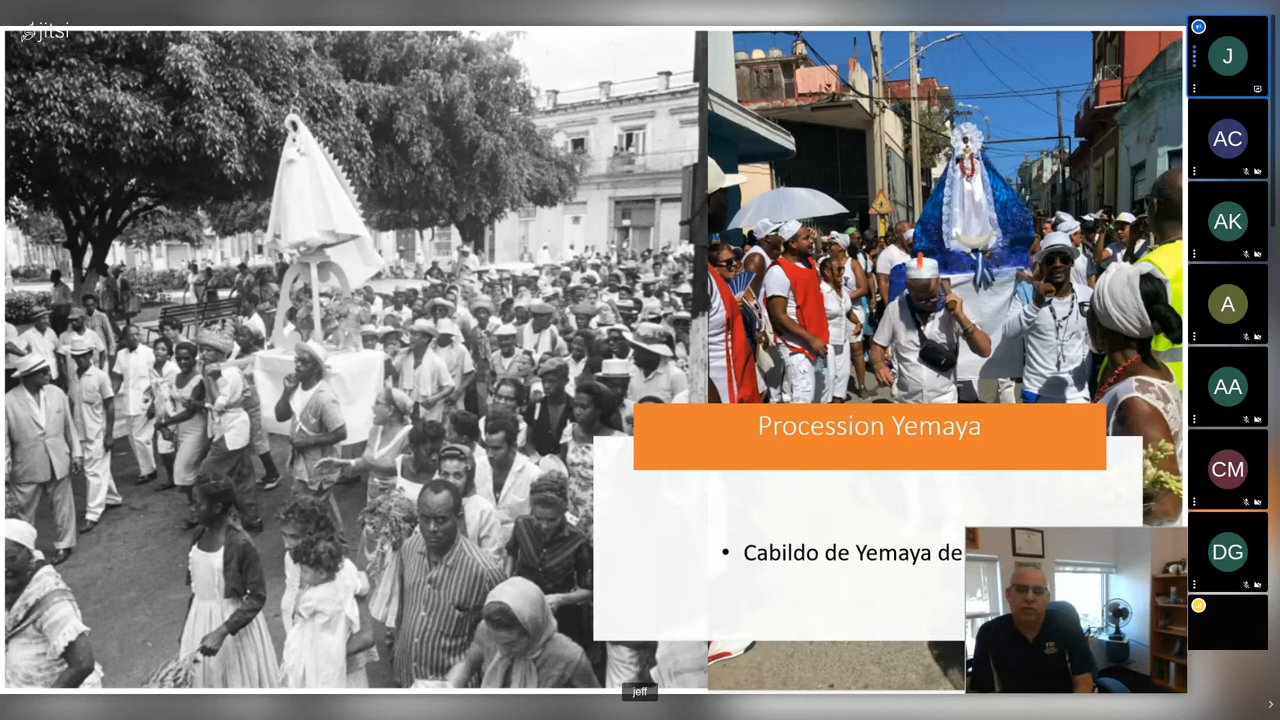 jitsi
Procession Yemaya
• Cabildo de Yemaya de
jeff
J
AC
AK
A
AA
CM
DG